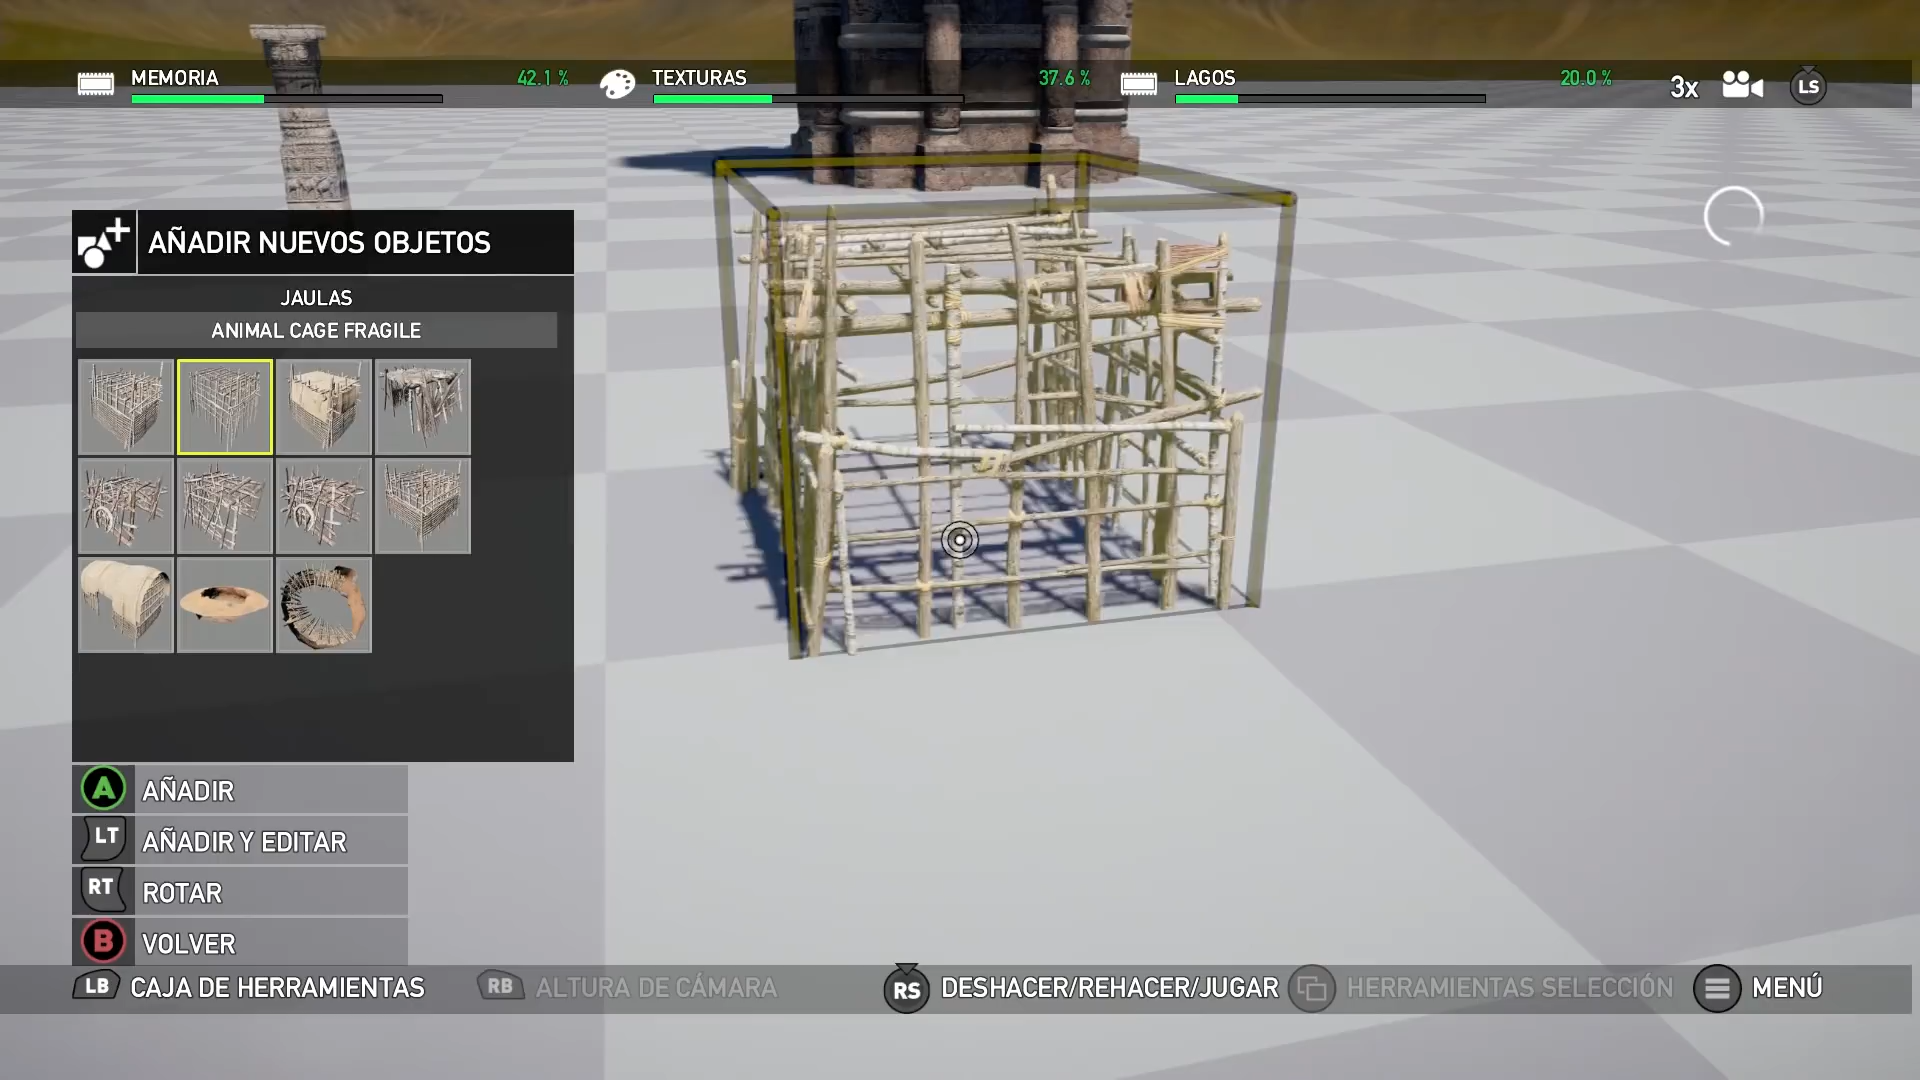 MEMORIA
42.1 %
TEXTURAS
37.6 %
LAGOS
20.0 %
3x
LS
AÑADIR NUEVOS OBJETOS
JAULAS
ANIMAL CAGE FRAGILE
A AÑADIR
LT AÑADIR Y EDITAR
RT ROTAR
B VOLVER
LB CAJA DE HERRAMIENTAS
RB ALTURA DE CÁMARA
RS DESHACER/REHACER/JUGAR
HERRAMIENTAS SELECCIÓN
MENÚ